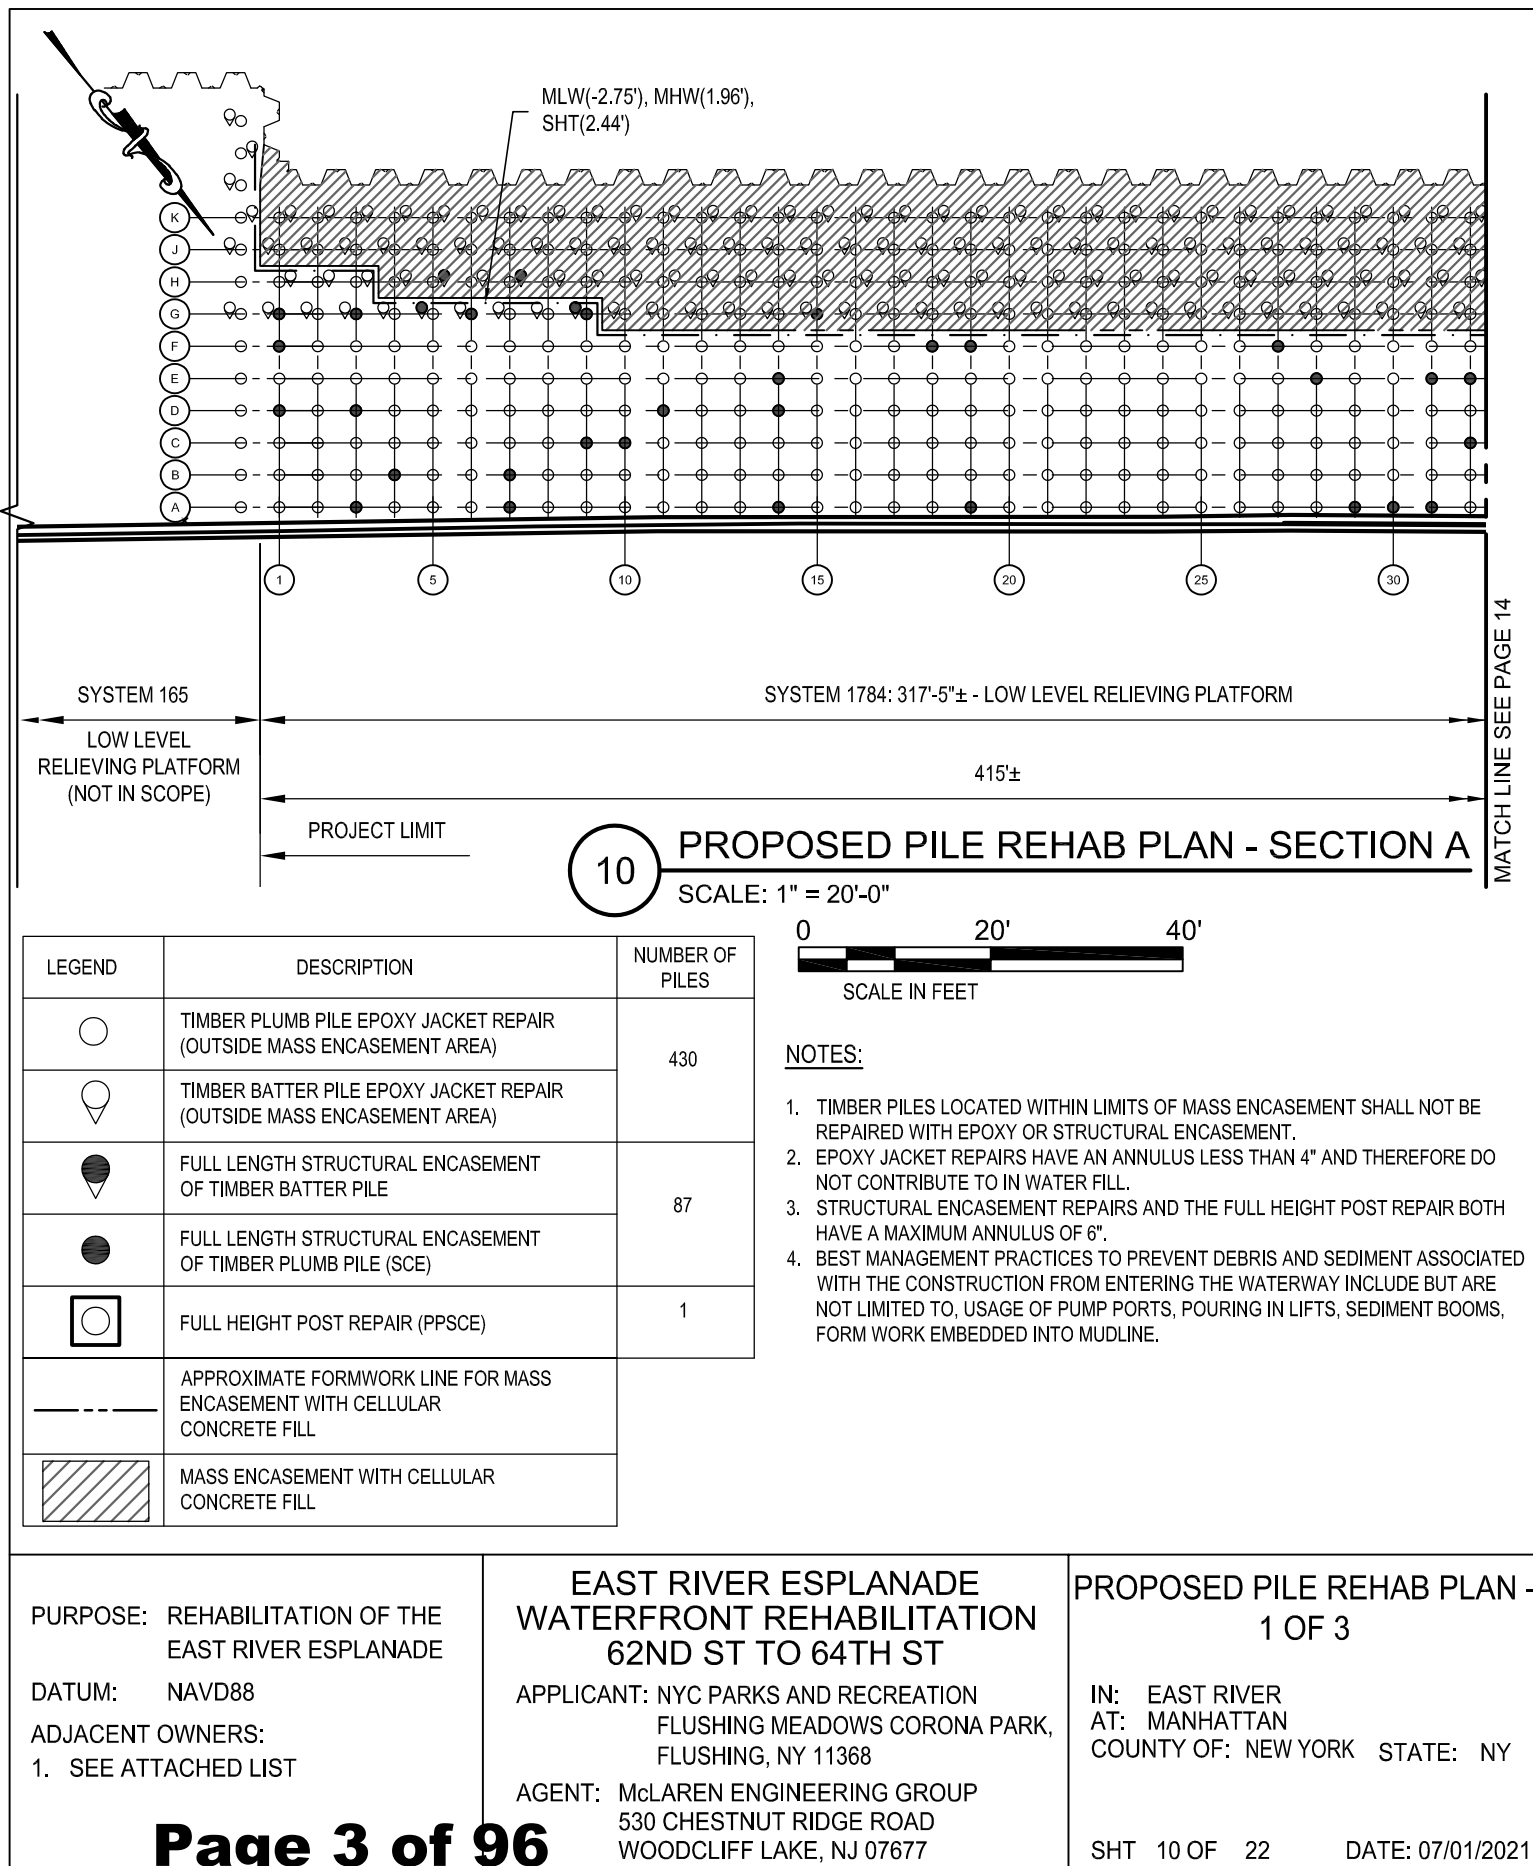 MLW(-2.75'), MHW(1.96'),
SHT(2.44')
K
J
H
G
F
E
D
C
B
A
1
5
10
15
20
25
30
SYSTEM 165
LOW LEVEL
RELIEVING PLATFORM
(NOT IN SCOPE)
SYSTEM 1784: 317'-5"± - LOW LEVEL RELIEVING PLATFORM
415'±
PROJECT LIMIT
MATCH LINE SEE PAGE 14
10
PROPOSED PILE REHAB PLAN - SECTION A
SCALE: 1" = 20'-0"
0 20' 40'
SCALE IN FEET
LEGEND DESCRIPTION NUMBER OF
PILES
TIMBER PLUMB PILE EPOXY JACKET REPAIR
(OUTSIDE MASS ENCASEMENT AREA)
430
TIMBER BATTER PILE EPOXY JACKET REPAIR
(OUTSIDE MASS ENCASEMENT AREA)
FULL LENGTH STRUCTURAL ENCASEMENT
OF TIMBER BATTER PILE
87
FULL LENGTH STRUCTURAL ENCASEMENT
OF TIMBER PLUMB PILE (SCE)
FULL HEIGHT POST REPAIR (PPSCE) 1
APPROXIMATE FORMWORK LINE FOR MASS
ENCASEMENT WITH CELLULAR
CONCRETE FILL
MASS ENCASEMENT WITH CELLULAR
CONCRETE FILL
NOTES:
1. TIMBER PILES LOCATED WITHIN LIMITS OF MASS ENCASEMENT SHALL NOT BE
REPAIRED WITH EPOXY OR STRUCTURAL ENCASEMENT.
2. EPOXY JACKET REPAIRS HAVE AN ANNULUS LESS THAN 4" AND THEREFORE DO
NOT CONTRIBUTE TO IN WATER FILL.
3. STRUCTURAL ENCASEMENT REPAIRS AND THE FULL HEIGHT POST REPAIR BOTH
HAVE A MAXIMUM ANNULUS OF 6".
4. BEST MANAGEMENT PRACTICES TO PREVENT DEBRIS AND SEDIMENT ASSOCIATED
WITH THE CONSTRUCTION FROM ENTERING THE WATERWAY INCLUDE BUT ARE
NOT LIMITED TO, USAGE OF PUMP PORTS, POURING IN LIFTS, SEDIMENT BOOMS,
FORM WORK EMBEDDED INTO MUDLINE.
PURPOSE: REHABILITATION OF THE
EAST RIVER ESPLANADE
DATUM: NAVD88
ADJACENT OWNERS:
1. SEE ATTACHED LIST
Page 3 of 96
EAST RIVER ESPLANADE
WATERFRONT REHABILITATION
62ND ST TO 64TH ST
APPLICANT: NYC PARKS AND RECREATION
FLUSHING MEADOWS CORONA PARK,
FLUSHING, NY 11368
AGENT: McLAREN ENGINEERING GROUP
530 CHESTNUT RIDGE ROAD
WOODCLIFF LAKE, NJ 07677
PROPOSED PILE REHAB PLAN -
1 OF 3
IN: EAST RIVER
AT: MANHATTAN
COUNTY OF: NEW YORK STATE: NY
SHT 10 OF 22 DATE: 07/01/2021